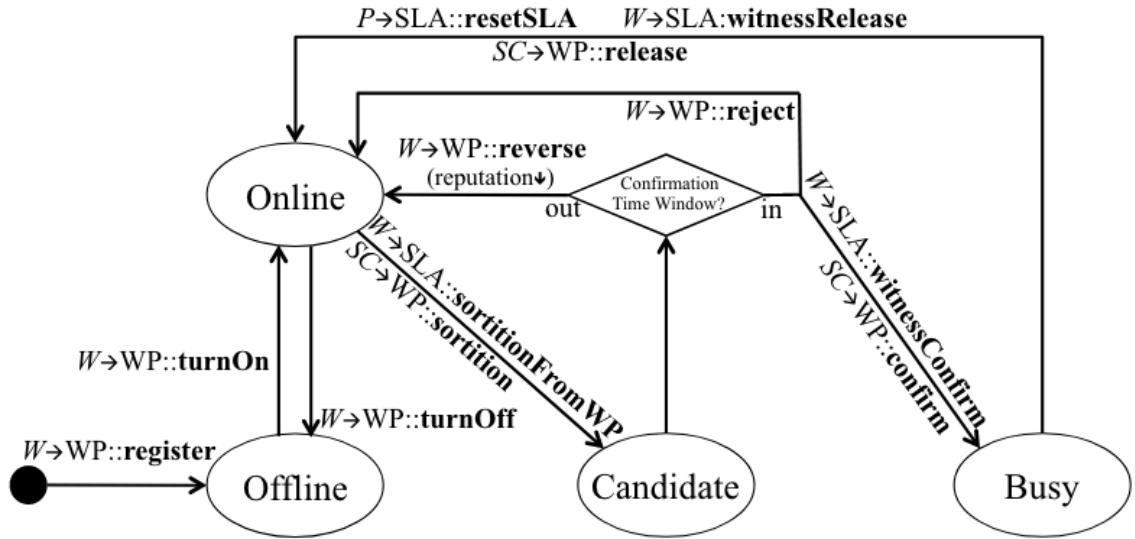 P→SLA::resetSLA W→SLA:witnessRelease
SC→WP::release
W→WP::reject
W→WP::reverse
(reputation↓)
Confirmation
Time Window?
out
in
Online
W→SLA::sortitionFromWP
SC→WP::sortition
W→SLA::witnessConfirm
SC→WP::confirm
W→WP::turnOn
W→WP::turnOff
W→WP::register
Offline
Candidate
Busy